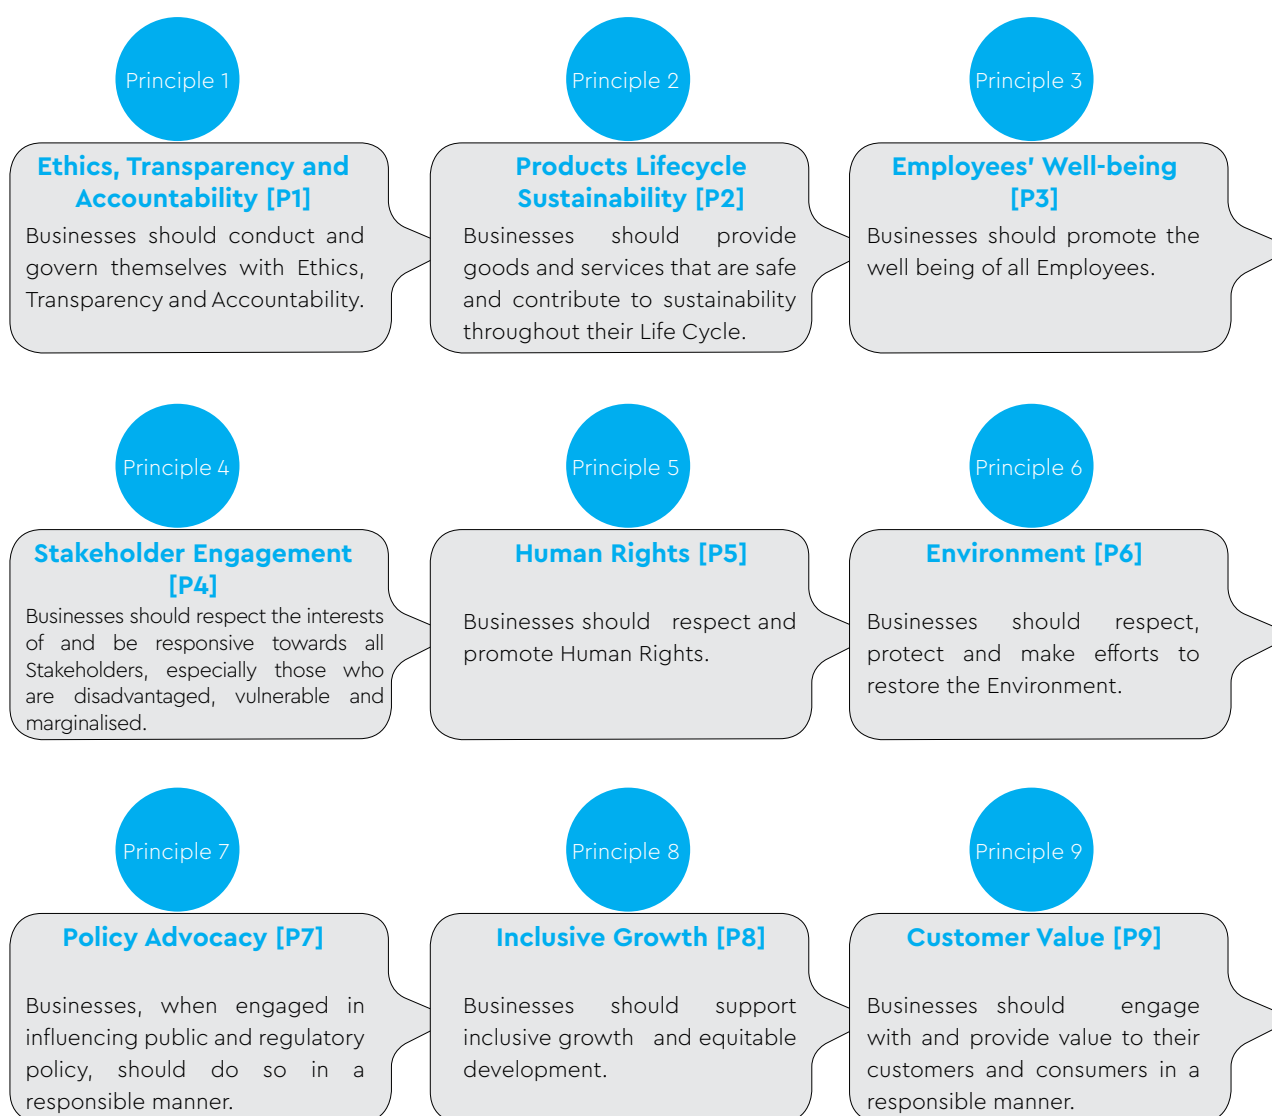 Principle 1
Ethics, Transparency and
Accountability [P1]
Businesses should conduct and
govern themselves with Ethics,
Transparency and Accountability.
Principle 2
Products Lifecycle
Sustainability [P2]
Businesses should provide
goods and services that are safe
and contribute to sustainability
throughout their Life Cycle.
Principle 3
Employees' Well-being
[P3]
Businesses should promote the
well being of all Employees.
Principle 4
Stakeholder Engagement
[P4]
Businesses should respect the interests
of and be responsive towards all
Stakeholders, especially those who
are disadvantaged, vulnerable and
marginalised.
Principle 5
Human Rights [P5]
Businesses should respect and
promote Human Rights.
Principle 6
Environment [P6]
Businesses should respect,
protect and make efforts to
restore the Environment.
Principle 7
Policy Advocacy [P7]
Businesses, when engaged in
influencing public and regulatory
policy, should do so in a
responsible manner.
Principle 8
Inclusive Growth [P8]
Businesses should support
inclusive growth and equitable
development.
Principle 9
Customer Value [P9]
Businesses should engage
with and provide value to their
customers and consumers in a
responsible manner.